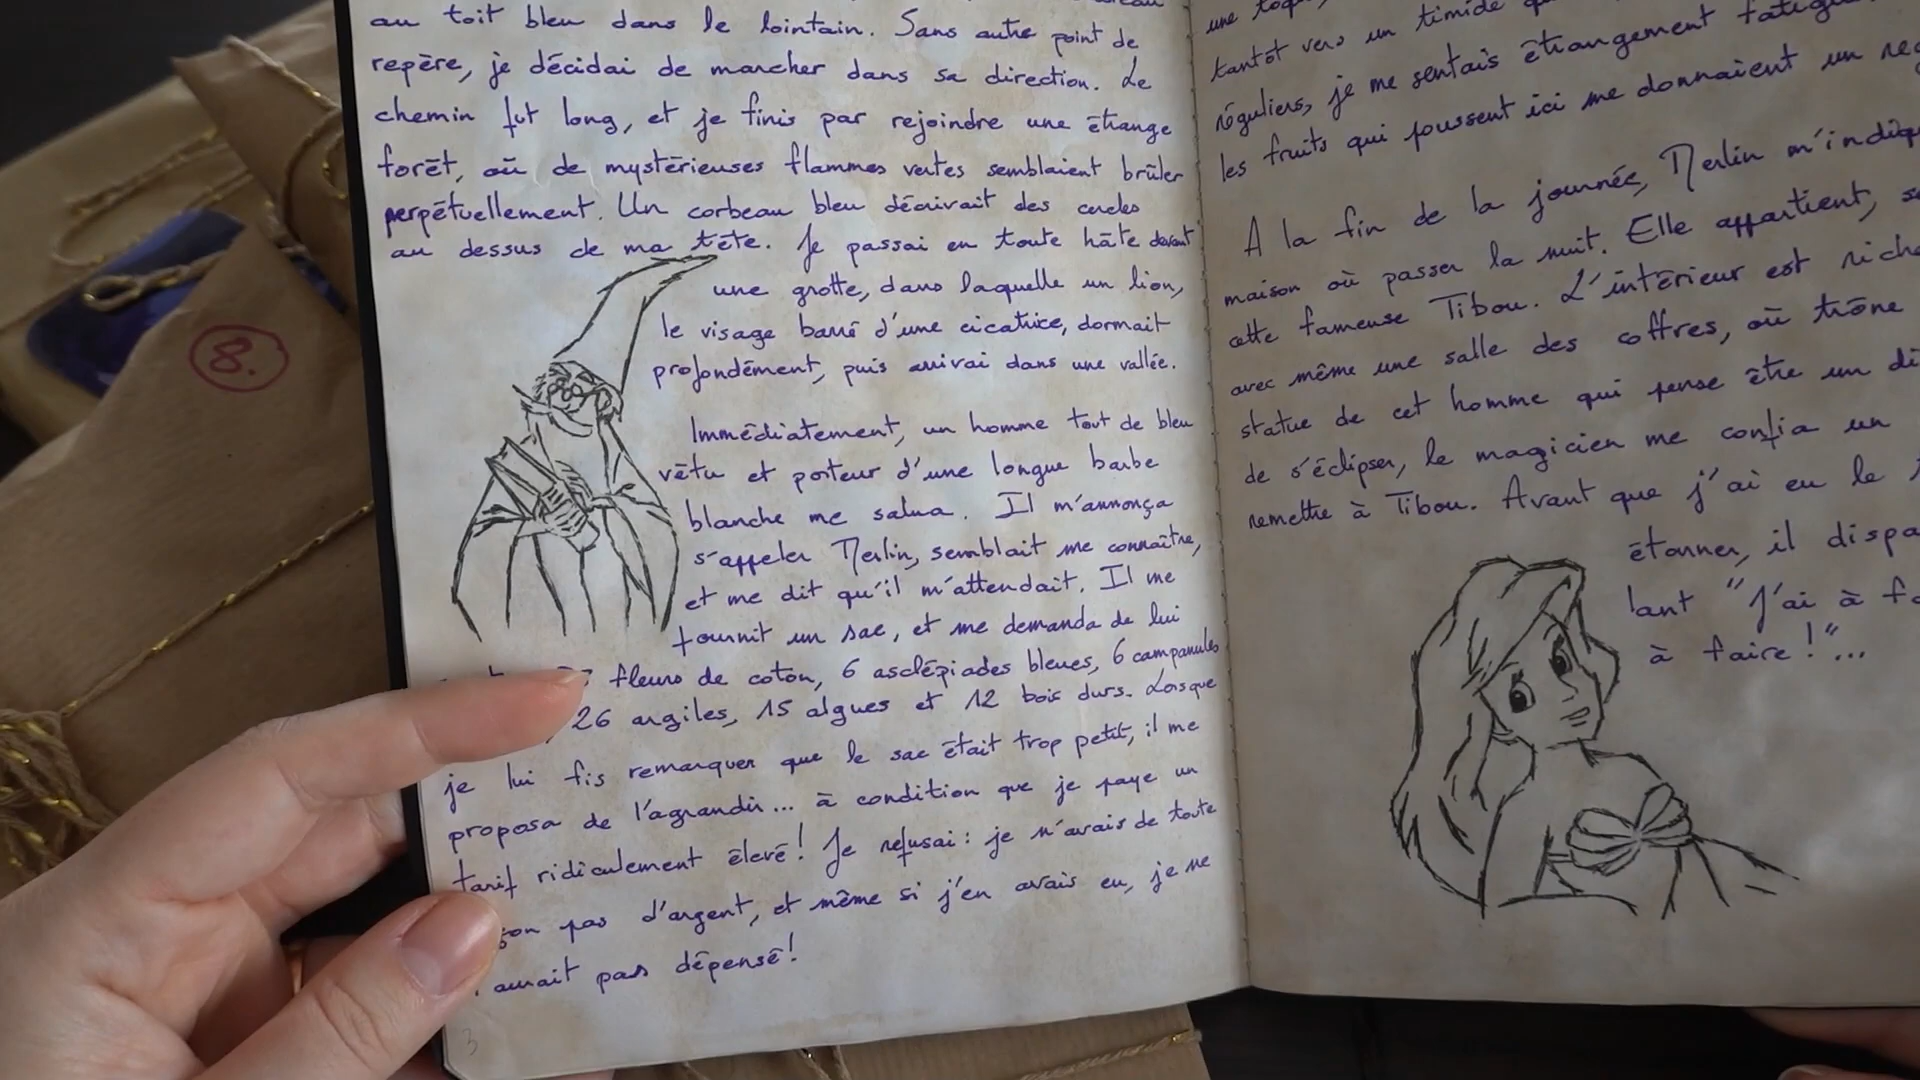 au toit bleu dans le lointain. Sans autre point de
repère, je décidai de marcher dans sa direction. Le
chemin fut long, et je finis par rejoindre une étrange
forêt, où de mystérieuses flammes vertes semblaient brûler
perpétuellement. Un corbeau bleu décrivait des cercles
au dessus de ma tête. Je passai en toute hâte devant
une grotte, dans laquelle un lion,
le visage barré d'une cicatrice, dormait
profondément, puis arrivai dans une vallée.
Immédiatement, un homme tout de bleu
vêtu et porteur d'une longue barbe
blanche me salua. Il m'annonça
s'appeler Merlin, semblait me connaître,
et me dit qu'il m'attendait. Il me
fournit un sac, et me demanda de lui
fleurs de coton, 6 asclépiades bleues, 6 campanules
26 argiles, 15 algues et 12 bois durs. Lorsque
je lui fis remarquer que le sac était trop petit, il me
proposa de l'agrandir... à condition que je paye un
tarif ridiculement élevé! Je refusai: je n'avais de toute
pas d'argent, et même si j'en avais eu, je ne
aurait pas dépensé!
3
8.
une
tantôt vers un timide
réguliers, je me sentais étrangement
les fruits qui poussent ici me donnaient un
A la fin de la journée, Merlin m'indiq
maison où passer la nuit. Elle appartient,
cette fameuse Tibou. L'intérieur est riche
avec même une salle des coffres, où trône
statue de cet homme qui pense être un di
de s'éclipser, le magicien me confia un
remettre à Tibou. Avant que j'ai eu le
étonner, il dispa
lant "J'ai à fa
à faire!"...